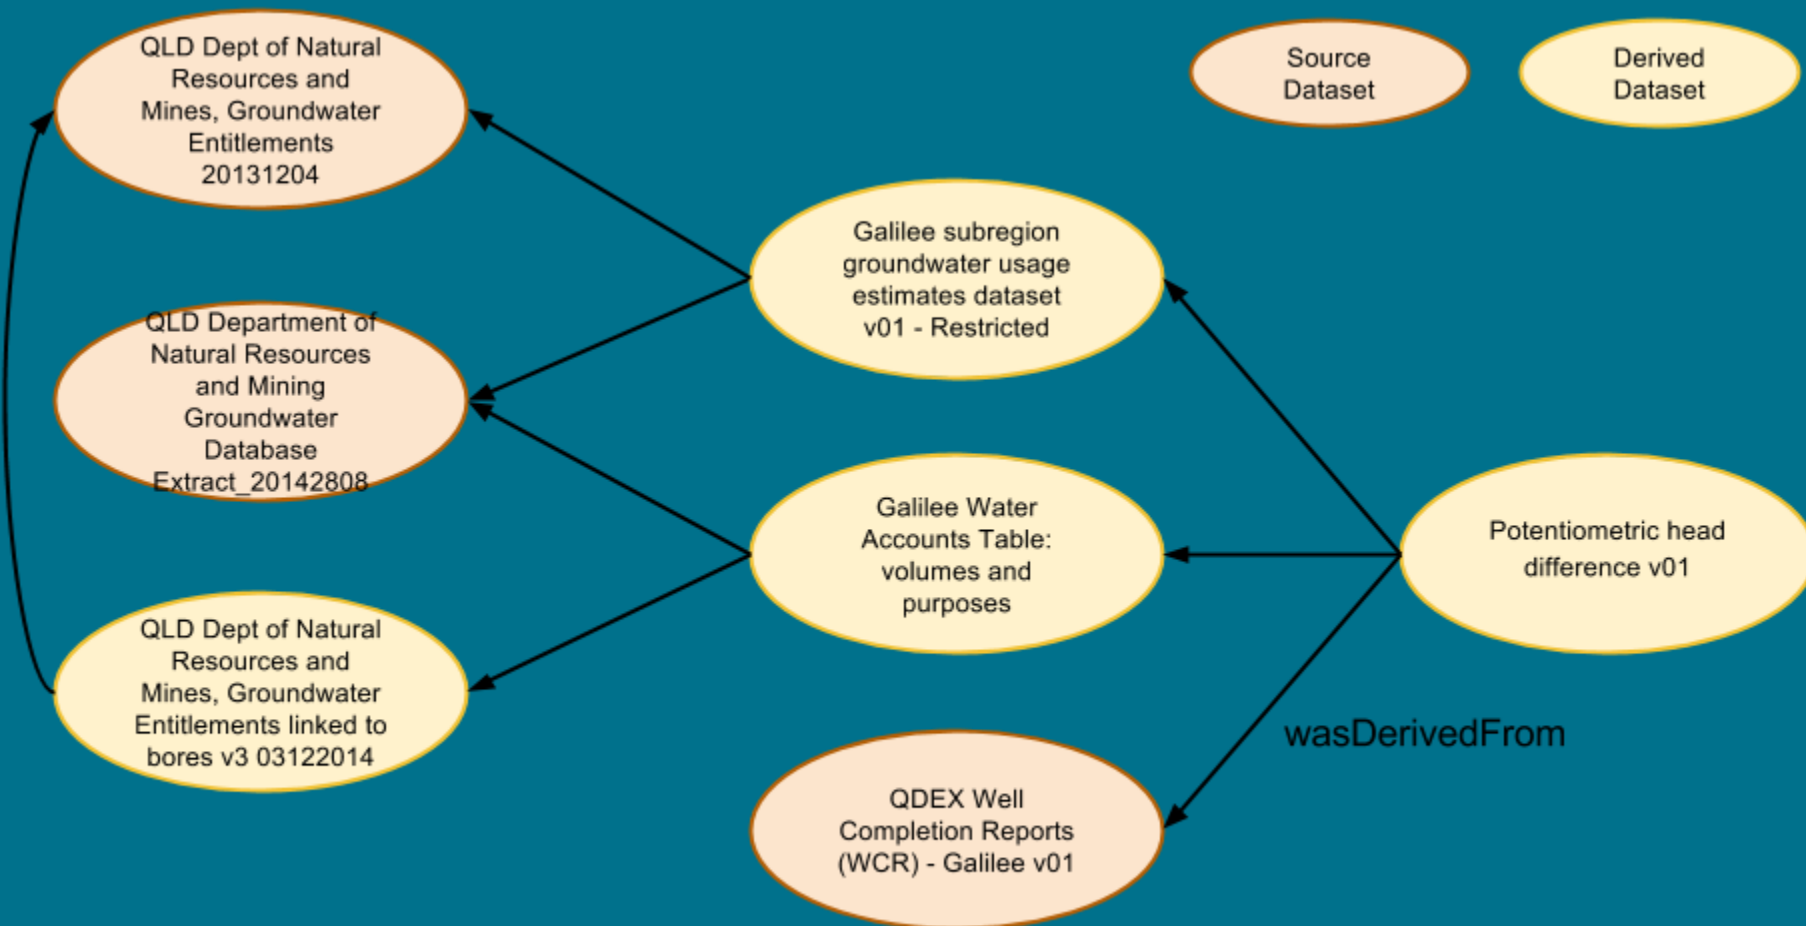 QLD Dept of Natural
Resources and
Mines, Groundwater
Entitlements
20131204
Source
Dataset
Derived
Dataset
Galilee subregion
groundwater usage
estimates dataset
v01 - Restricted
QLD Department of
Natural Resources
and Mining
Groundwater
Database
Extract_20142808
Galilee Water
Accounts Table:
volumes and
purposes
Potentiometric head
difference v01
QLD Dept of Natural
Resources and
Mines, Groundwater
Entitlements linked to
bores v3 03122014
wasDerivedFrom
QDEX Well
Completion Reports
(WCR) - Galilee v01